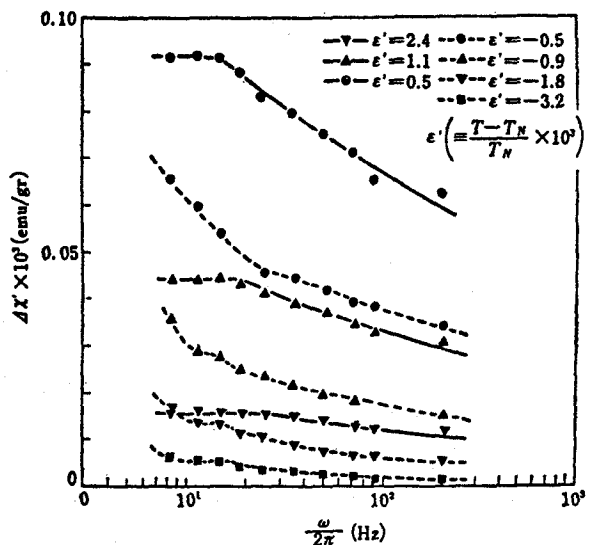 ε′=2.4
ε′=1.1
ε′=0.5
ε′=−0.5
ε′=−0.9
ε′=−1.8
ε′=−3.2
ε′(≡T−T_N/T_N ×10³)
0.10
0.05
0
Δχ′×10³(emu/gr)
0
10¹
10²
10³
ω/2π (Hz)